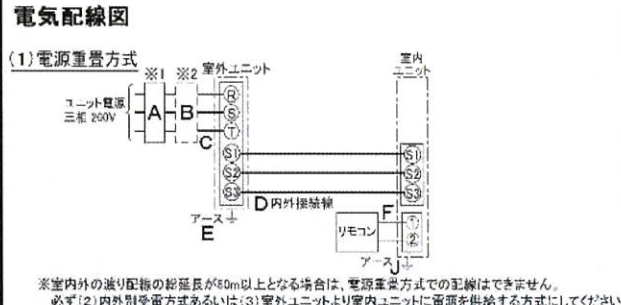 電気配線図
(1)電源重畳方式
※1 ※2 室外ユニット
室内
ユニット
ユニット電源
三相 200V
A
B
C
R
S
T
S1
S2
S3
S1
S2
S3
D 内外接続線
アース
E
リモコン
F
1
2
アース J
※室内外の渡り配線の総延長が80m以上となる場合は、電源重畳方式での配線はできません。
必ず(2)内外別受電方式あるいは(3)室外ユニットより室内ユニットに電源を供給する方式にしてください